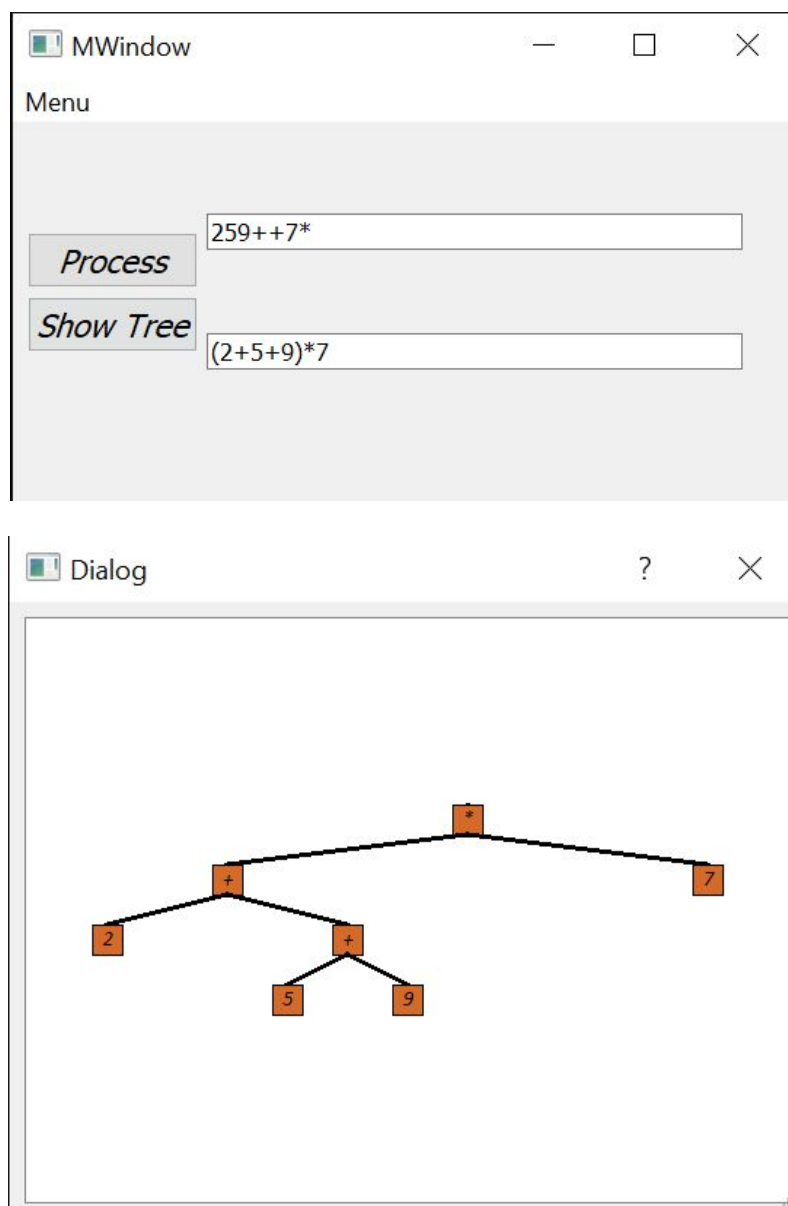 MWindow
Menu
259++7*
Process
Show Tree
(2+5+9)*7
Dialog
?
*
+ 7
2 +
5 9